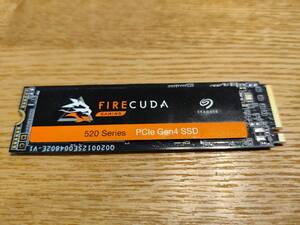 FIRECUDA
GAMING
SEAGATE
520 Series PCIe Gen4 SSD